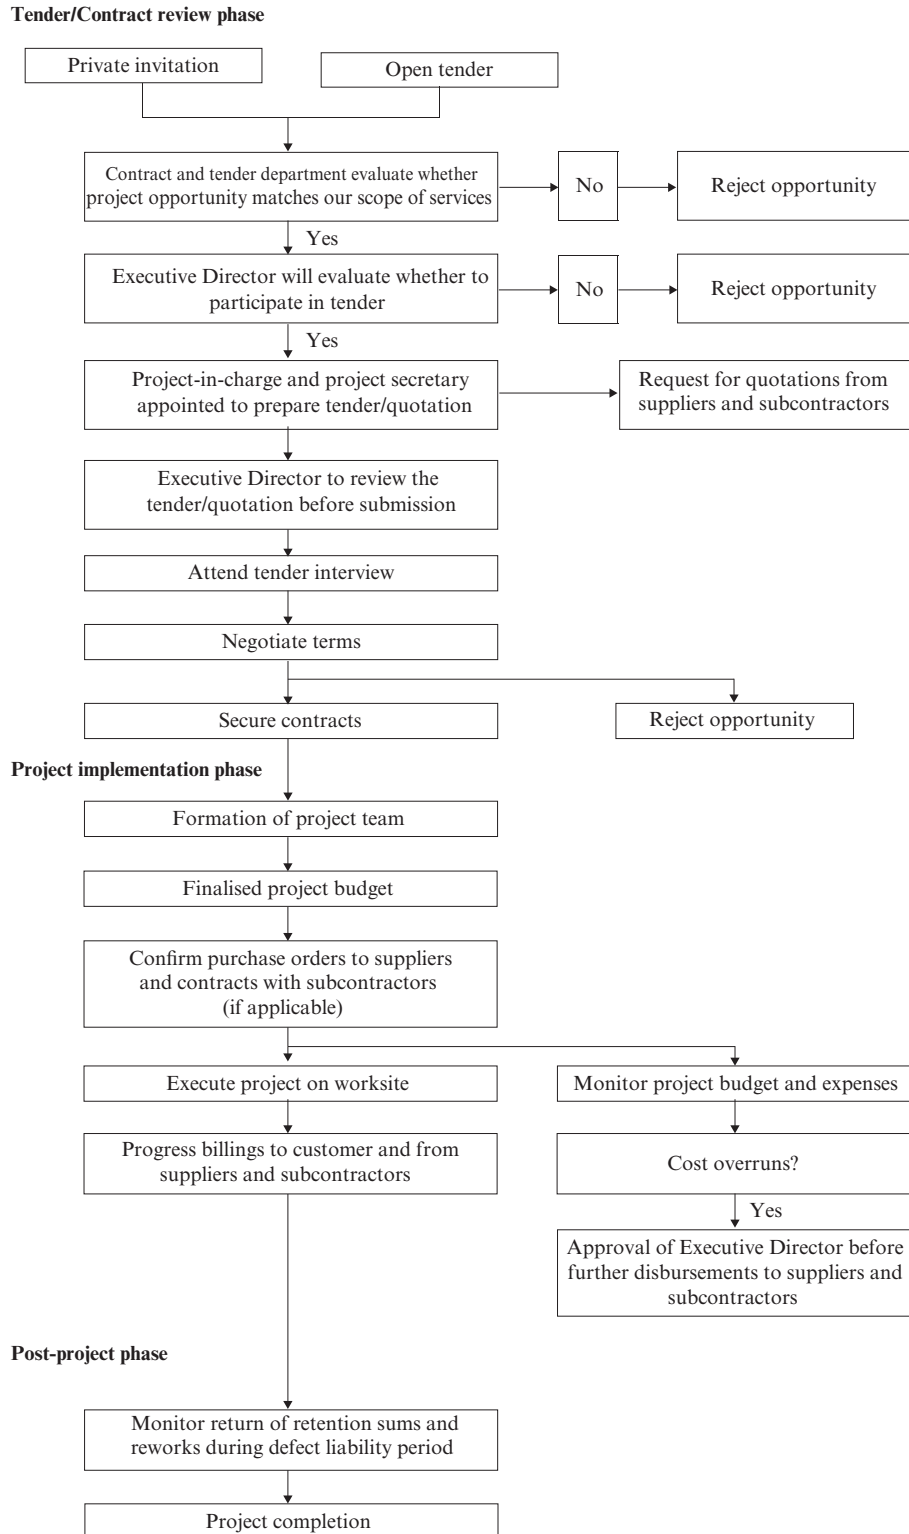 Tender/Contract review phase
Private invitation
Open tender
Contract and tender department evaluate whether
project opportunity matches our scope of services
No
Reject opportunity
Yes
Executive Director will evaluate whether to
participate in tender
No
Reject opportunity
Yes
Project-in-charge and project secretary
appointed to prepare tender/quotation
Request for quotations from
suppliers and subcontractors
Executive Director to review the
tender/quotation before submission
Attend tender interview
Negotiate terms
Secure contracts
Reject opportunity
Project implementation phase
Formation of project team
Finalised project budget
Confirm purchase orders to suppliers
and contracts with subcontractors
(if applicable)
Execute project on worksite
Monitor project budget and expenses
Progress billings to customer and from
suppliers and subcontractors
Cost overruns?
Yes
Approval of Executive Director before
further disbursements to suppliers and
subcontractors
Post-project phase
Monitor return of retention sums and
reworks during defect liability period
Project completion